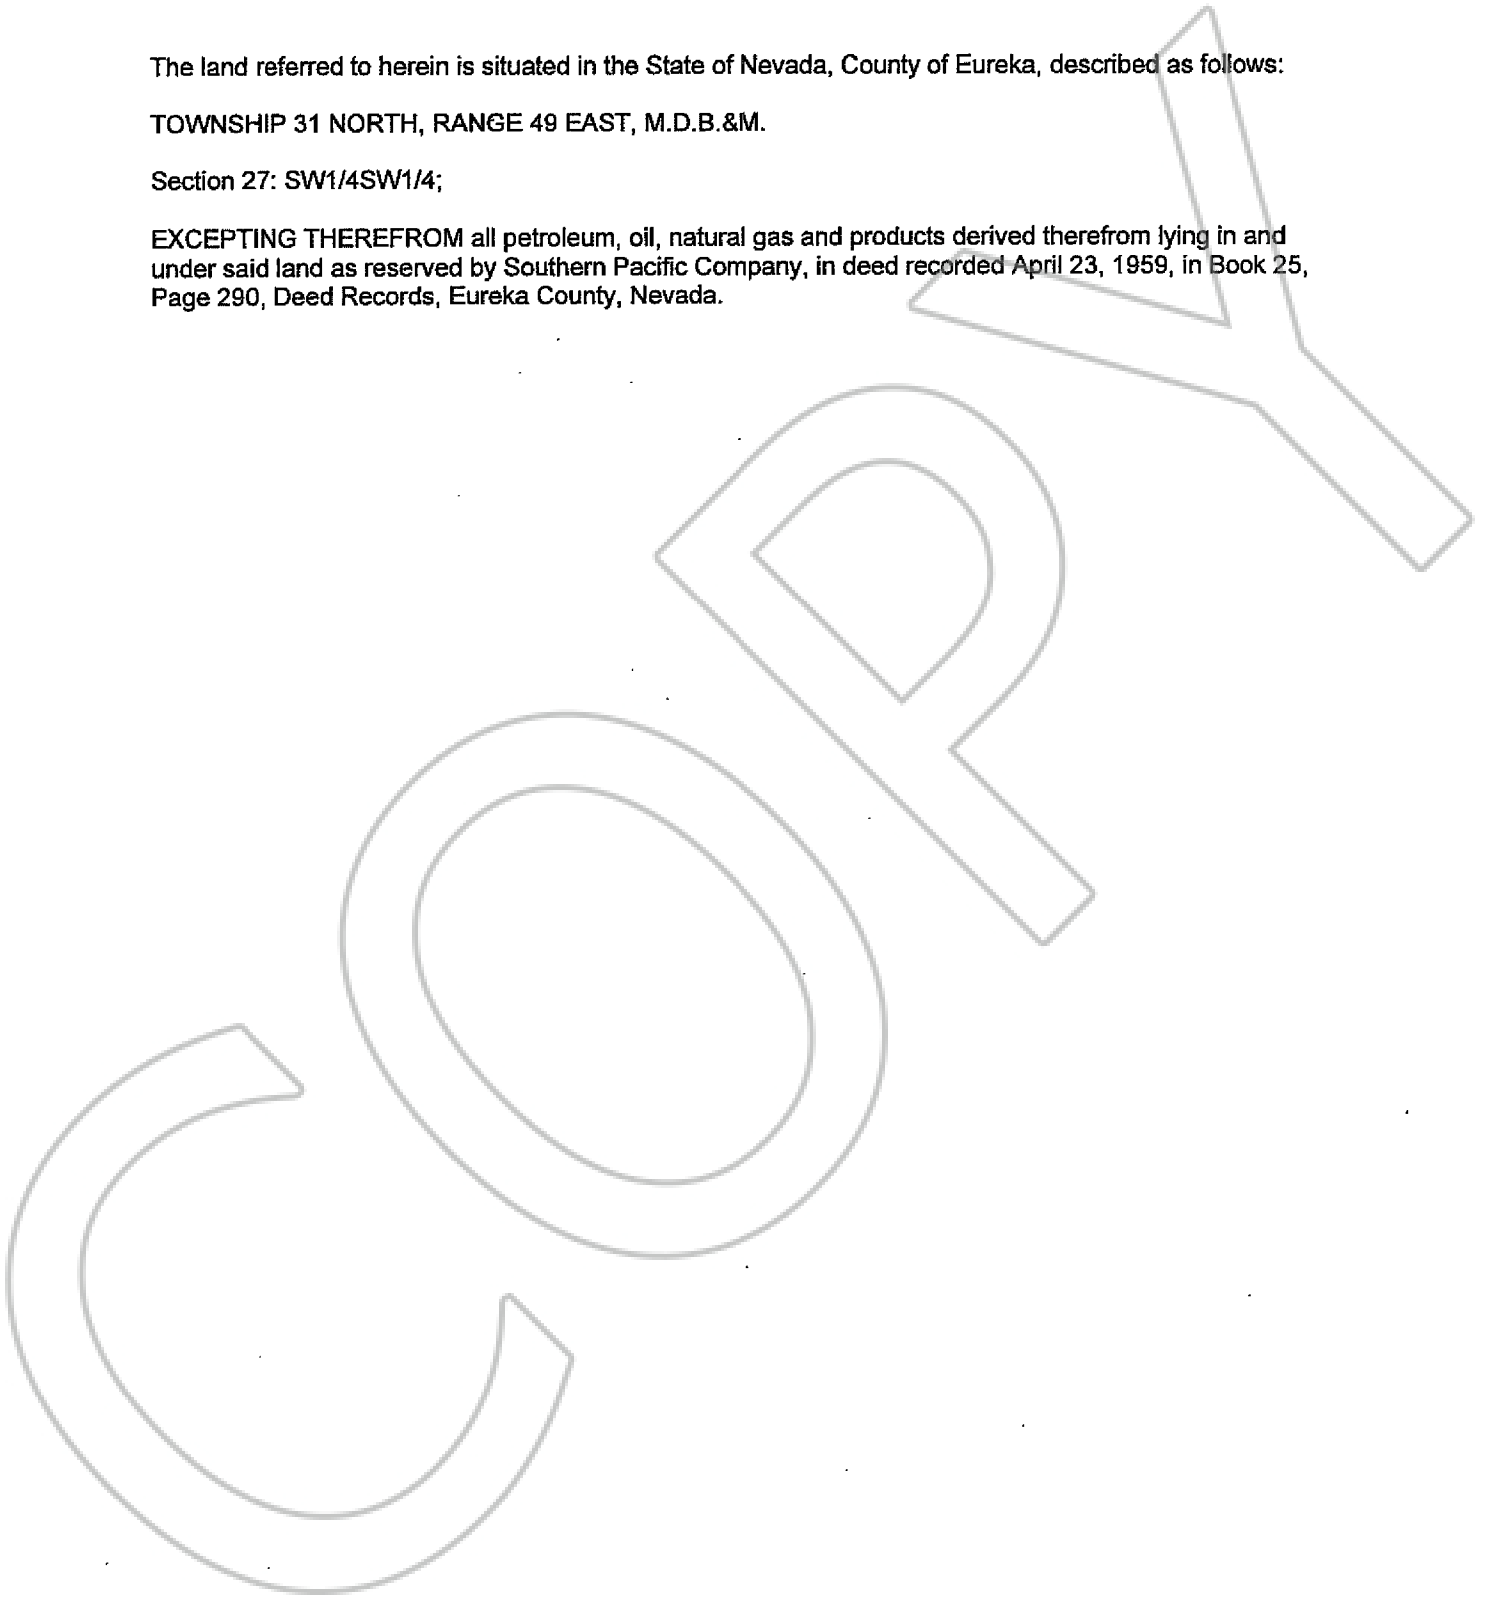 The land referred to herein is situated in the State of Nevada, County of Eureka, described as follows:
TOWNSHIP 31 NORTH, RANGE 49 EAST, M.D.B.&M.
Section 27: SW1/4SW1/4;
EXCEPTING THEREFROM all petroleum, oil, natural gas and products derived therefrom lying in and
under said land as reserved by Southern Pacific Company, in deed recorded April 23, 1959, in Book 25,
Page 290, Deed Records, Eureka County, Nevada.
COPY